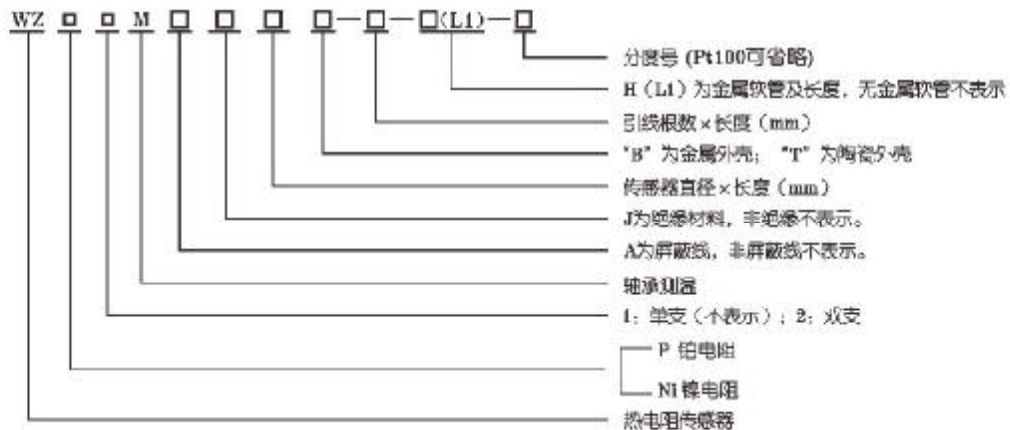 WZ □ □ M □ □ □ □-□-□(L1)-□
分度号 (Pt100可省略)
H（L1）为金属软管及长度，无金属软管不表示
引线根数×长度（mm）
"B" 为金属外壳； "T" 为陶瓷外壳
传感器直径×长度（mm）
J为绝缘材料，非绝缘不表示。
A为屏蔽线，非屏蔽线不表示。
轴承测温
1：单支（不表示）；2：双支
P 铂电阻
Ni 镍电阻
热电阻传感器